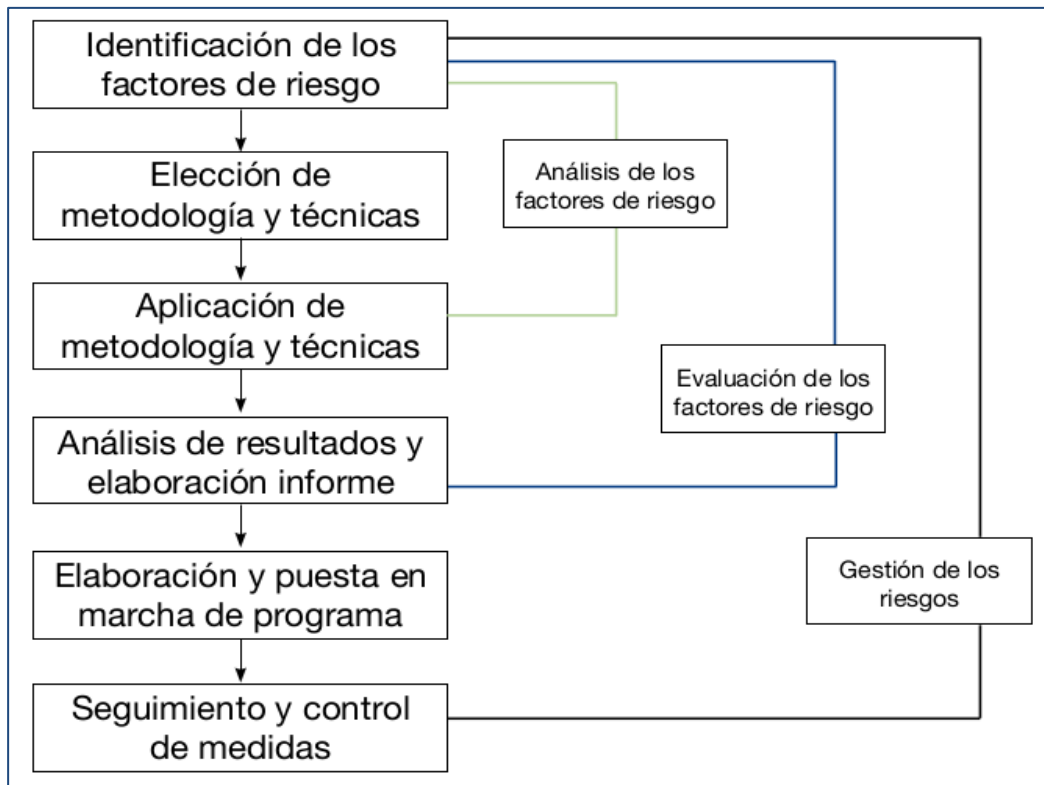 Identificación de los
factores de riesgo
Elección de
metodología y técnicas
Análisis de los
factores de riesgo
Aplicación de
metodología y técnicas
Evaluación de los
factores de riesgo
Análisis de resultados y
elaboración informe
Elaboración y puesta en
marcha de programa
Gestión de los
riesgos
Seguimiento y control
de medidas